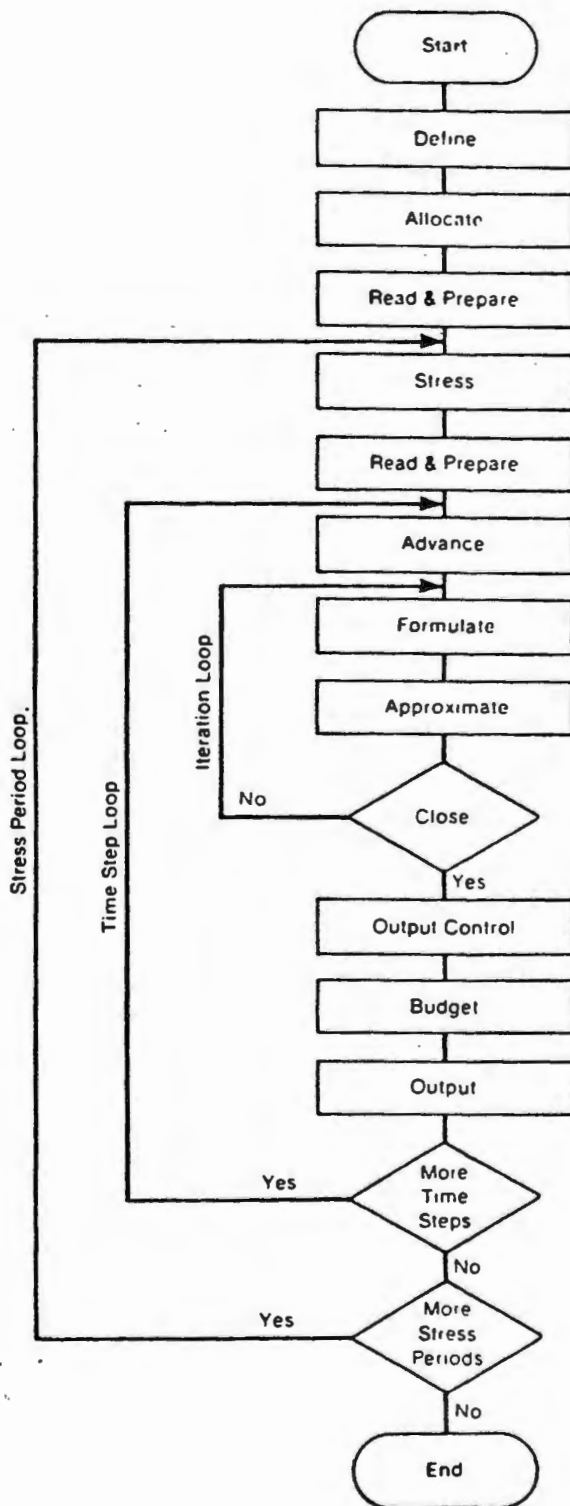 Start
Define
Allocate
Read & Prepare
Stress
Read & Prepare
Advance
Formulate
Approximate
Close
No
Yes
Iteration Loop
Time Step Loop
Stress Period Loop.
Output Control
Budget
Output
More
Time
Steps
Yes
No
More
Stress
Periods
Yes
No
End